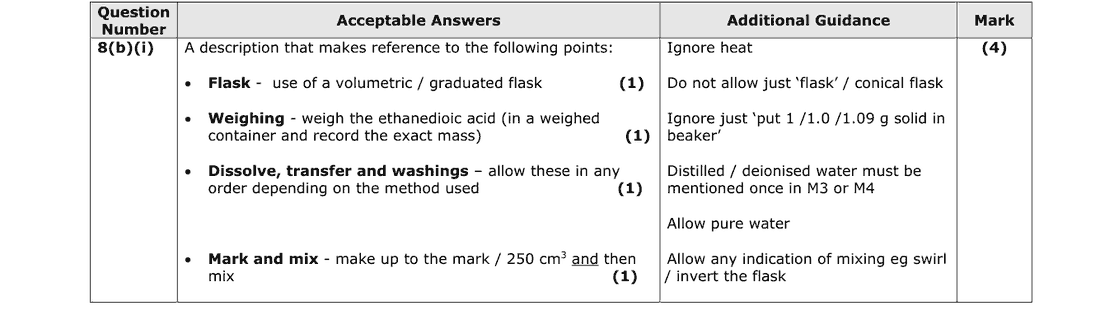 Question Number	Acceptable Answers	Additional Guidance	Mark
8(b)(i)	A description that makes reference to the following points:	Ignore heat	(4)
• Flask - use of a volumetric / graduated flask (1)	Do not allow just ‘flask’ / conical flask
• Weighing - weigh the ethanedioic acid (in a weighed	Ignore just ‘put 1 /1.0 /1.09 g solid in
container and record the exact mass) (1)	beaker’
• Dissolve, transfer and washings – allow these in any	Distilled / deionised water must be
order depending on the method used (1)	mentioned once in M3 or M4
Allow pure water
• Mark and mix - make up to the mark / 250 cm³ and then	Allow any indication of mixing eg swirl
mix (1)	/ invert the flask